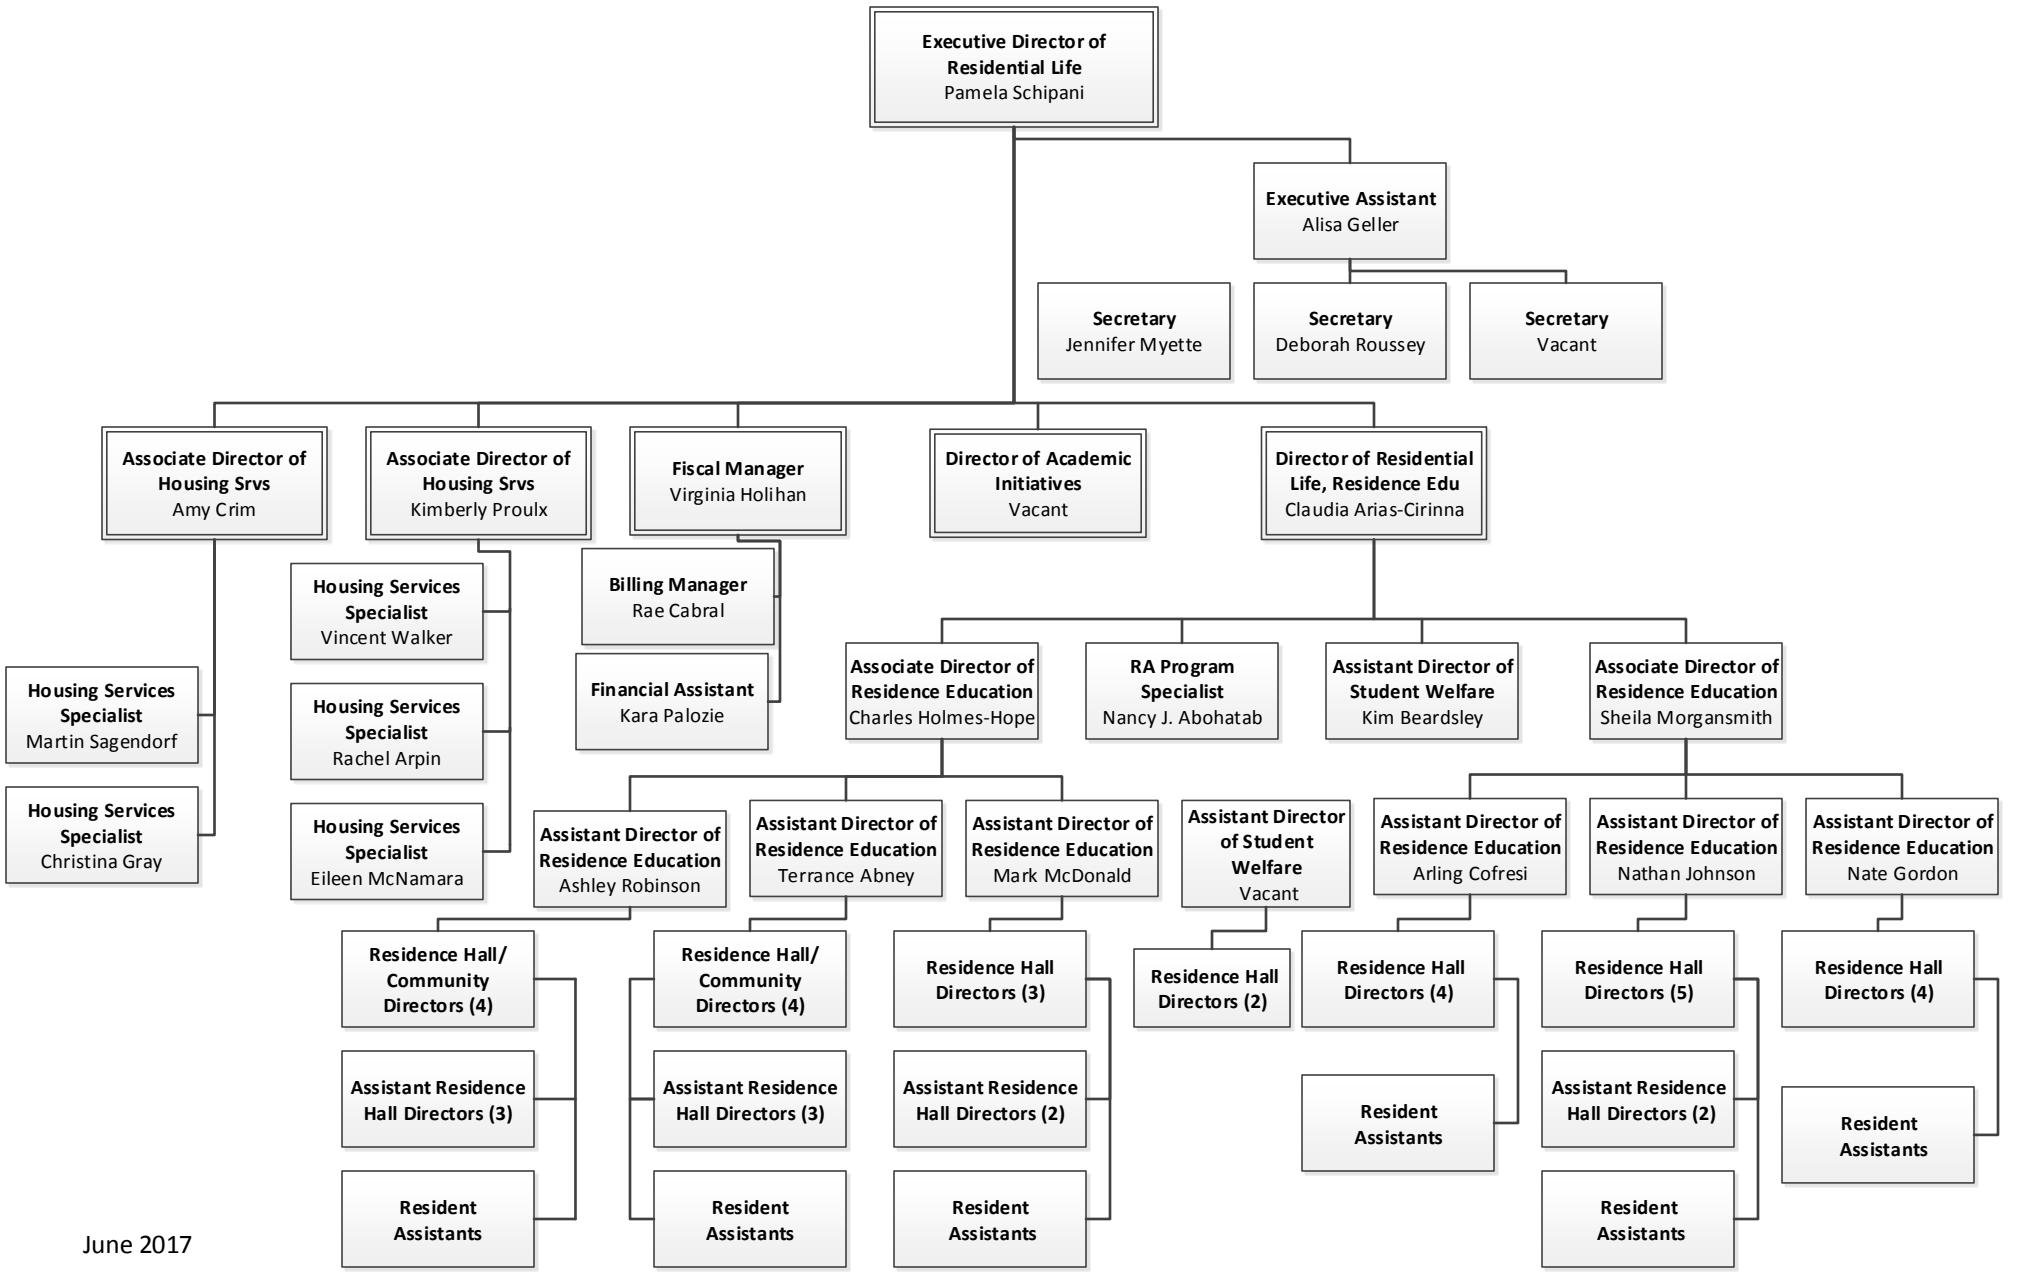 Executive Director of
Residential Life
Pamela Schipani
Executive Assistant
Alisa Geller
Secretary
Jennifer Myette
Secretary
Deborah Roussey
Secretary
Vacant
Associate Director of
Housing Srvs
Amy Crim
Associate Director of
Housing Srvs
Kimberly Proulx
Fiscal Manager
Virginia Holihan
Director of Academic
Initiatives
Vacant
Director of Residential
Life, Residence Edu
Claudia Arias-Cirinna
Housing Services
Specialist
Martin Sagendorf
Housing Services
Specialist
Christina Gray
Housing Services
Specialist
Vincent Walker
Housing Services
Specialist
Rachel Arpin
Housing Services
Specialist
Eileen McNamara
Billing Manager
Rae Cabral
Financial Assistant
Kara Palozie
Associate Director of
Residence Education
Charles Holmes-Hope
RA Program
Specialist
Nancy J. Abohatab
Assistant Director of
Student Welfare
Kim Beardsley
Associate Director of
Residence Education
Sheila Morgansmith
Assistant Director of
Residence Education
Ashley Robinson
Assistant Director of
Residence Education
Terrance Abney
Assistant Director of
Residence Education
Mark McDonald
Assistant Director
of Student
Welfare
Vacant
Assistant Director of
Residence Education
Arling Cofresi
Assistant Director of
Residence Education
Nathan Johnson
Assistant Director of
Residence Education
Nate Gordon
Residence Hall/
Community
Directors (4)
Residence Hall/
Community
Directors (4)
Residence Hall
Directors (3)
Residence Hall
Directors (2)
Residence Hall
Directors (4)
Residence Hall
Directors (5)
Residence Hall
Directors (4)
Assistant Residence
Hall Directors (3)
Assistant Residence
Hall Directors (3)
Assistant Residence
Hall Directors (2)
Resident
Assistants
Assistant Residence
Hall Directors (2)
Resident
Assistants
Resident
Assistants
Resident
Assistants
Resident
Assistants
Resident
Assistants
June 2017